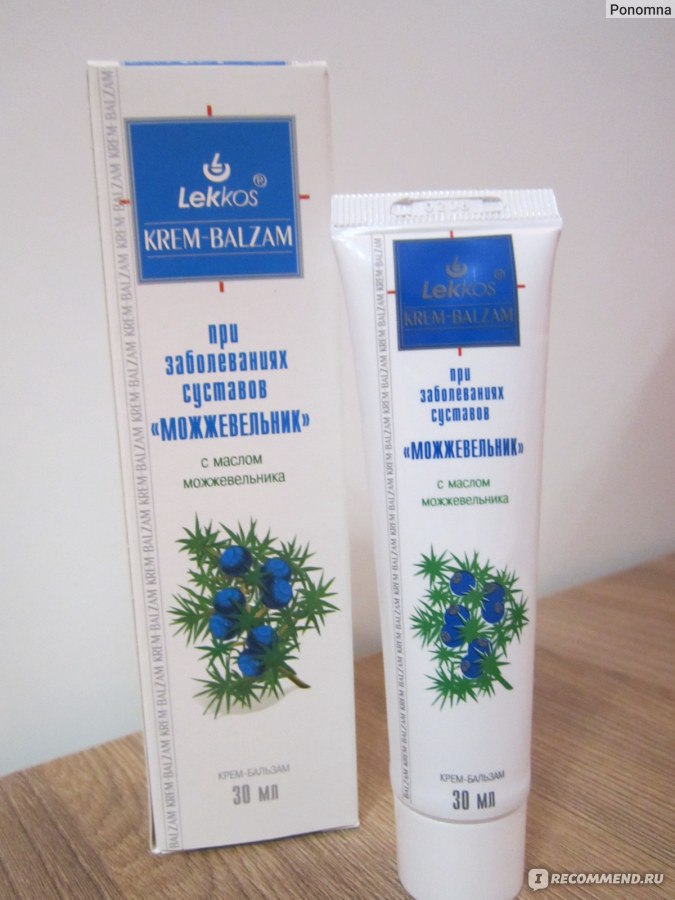 Ponomna
Lekkos®
KREM-BALZAM
при
заболеваниях
суставов
«МОЖЖЕВЕЛЬНИК»
с маслом
можжевельника
КРЕМ-БАЛЬЗАМ
30 мл
BALZAM KREM-BALZAM KREM-BALZAM KREM-BALZAM KREM-BALZAM KREM-BALZAM KREM-BALZAM
Lekkos®
KREM-BALZAM
при
заболеваниях
суставов
«МОЖЖЕВЕЛЬНИК»
с маслом
можжевельника
КРЕМ-БАЛЬЗАМ
30 мл
IRECOMMEND.RU